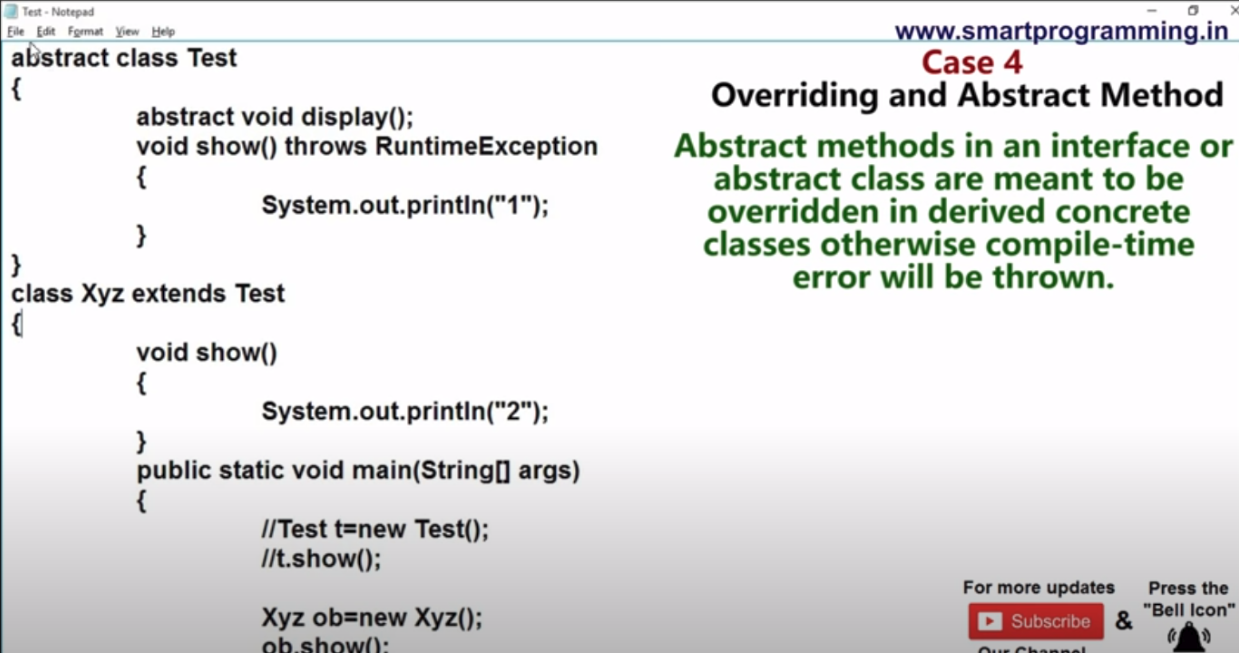 Test - Notepad
File Edit Format View Help
www.smartprogramming.in
abstract class Test
{
abstract void display();
void show() throws RuntimeException
{
System.out.println("1");
}
}
class Xyz extends Test
{
void show()
{
System.out.println("2");
}
public static void main(String[] args)
{
//Test t=new Test();
//t.show();
Xyz ob=new Xyz();
ob.show();
Case 4
Overriding and Abstract Method
Abstract methods in an interface or
abstract class are meant to be
overridden in derived concrete
classes otherwise compile-time
error will be thrown.
For more updates
Subscribe
Our Channel
&
Press the
"Bell Icon"